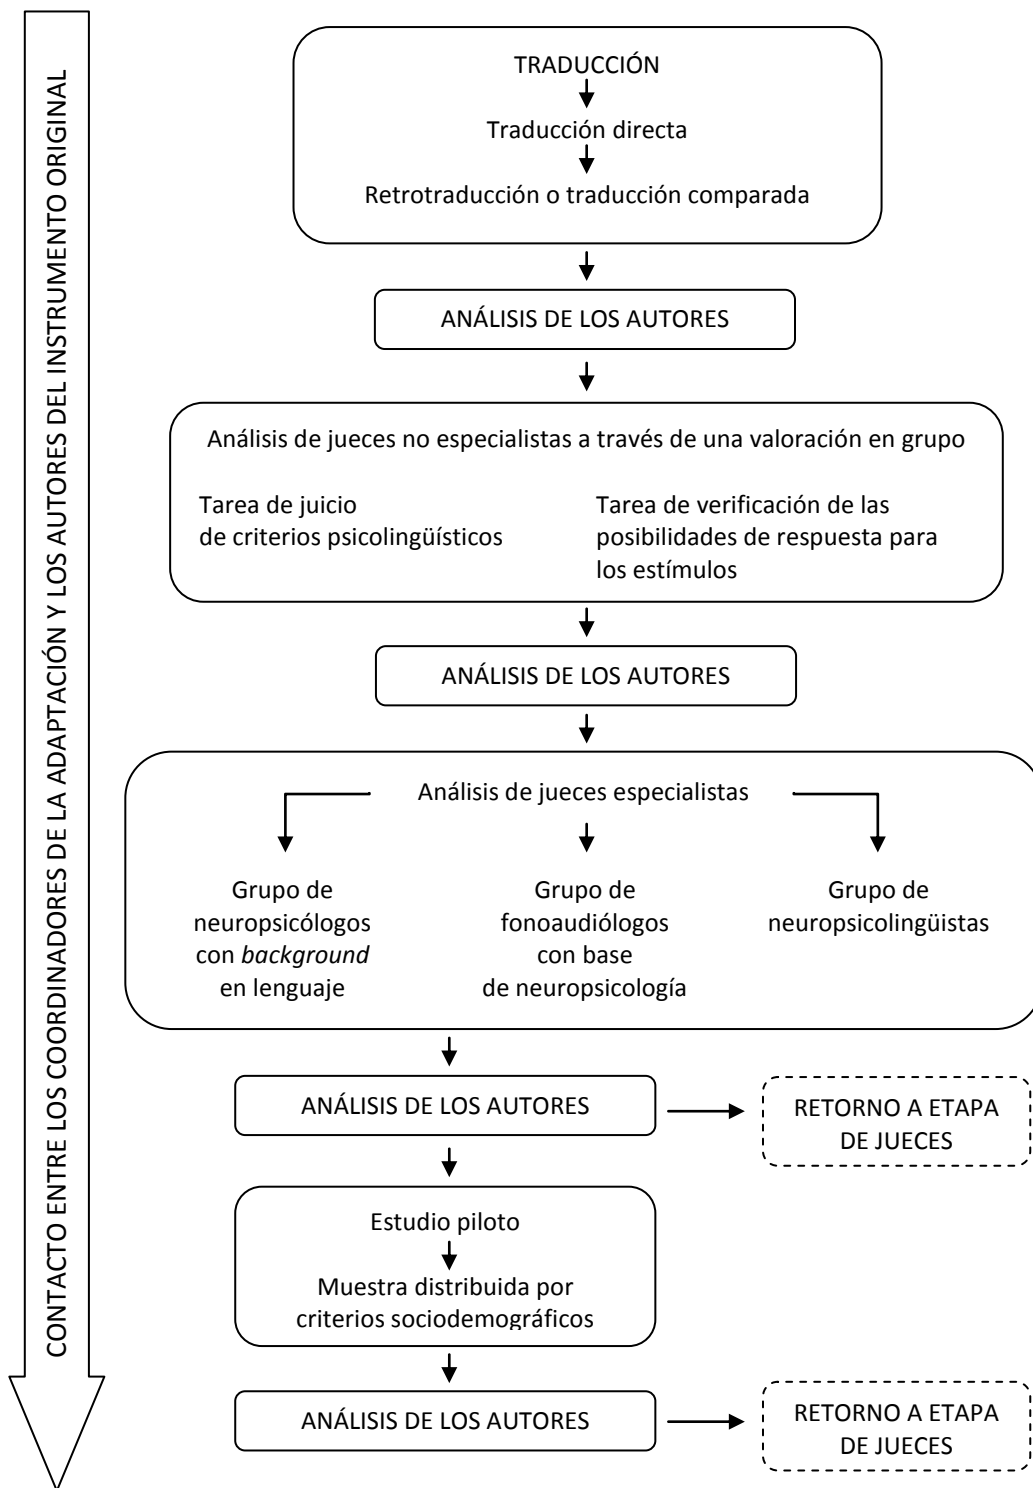 CONTACTO ENTRE LOS COORDINADORES DE LA ADAPTACIÓN Y LOS AUTORES DEL INSTRUMENTO ORIGINAL
TRADUCCIÓN
Traducción directa
Retrotraducción o traducción comparada
ANÁLISIS DE LOS AUTORES
Análisis de jueces no especialistas a través de una valoración en grupo
Tarea de juicio
de criterios psicolingüísticos
Tarea de verificación de las
posibilidades de respuesta para
los estímulos
ANÁLISIS DE LOS AUTORES
Análisis de jueces especialistas
Grupo de
neuropsicólogos
con background
en lenguaje
Grupo de
fonoaudiólogos
con base
de neuropsicología
Grupo de
neuropsicolingüistas
ANÁLISIS DE LOS AUTORES
RETORNO A ETAPA
DE JUECES
Estudio piloto
Muestra distribuida por
criterios sociodemográficos
ANÁLISIS DE LOS AUTORES
RETORNO A ETAPA
DE JUECES